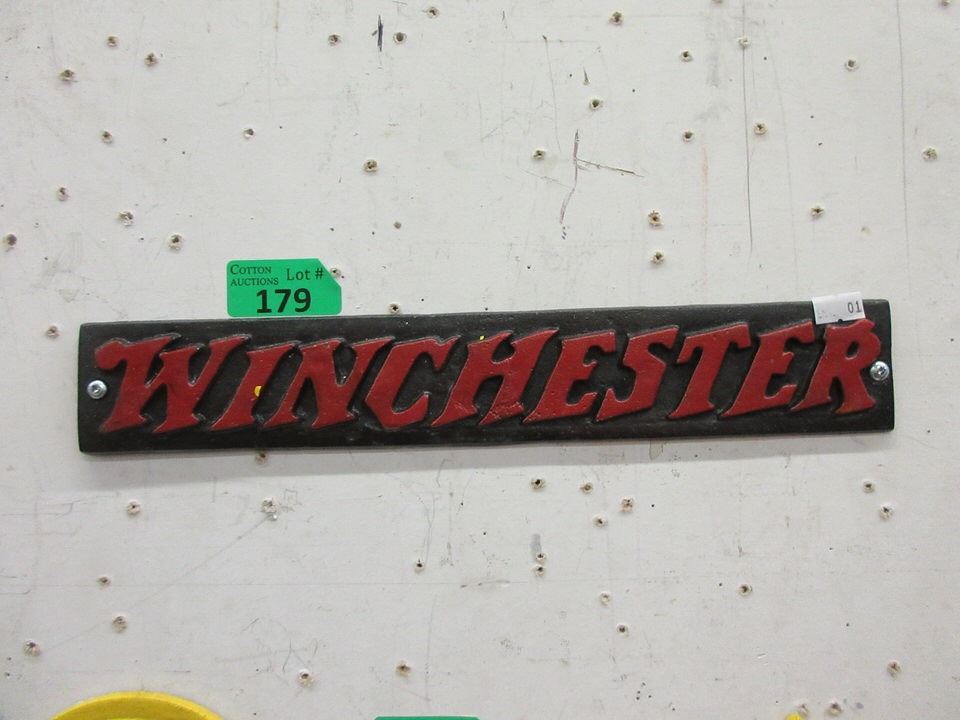 COTTON AUCTIONS Lot #
179
01
WINCHESTER